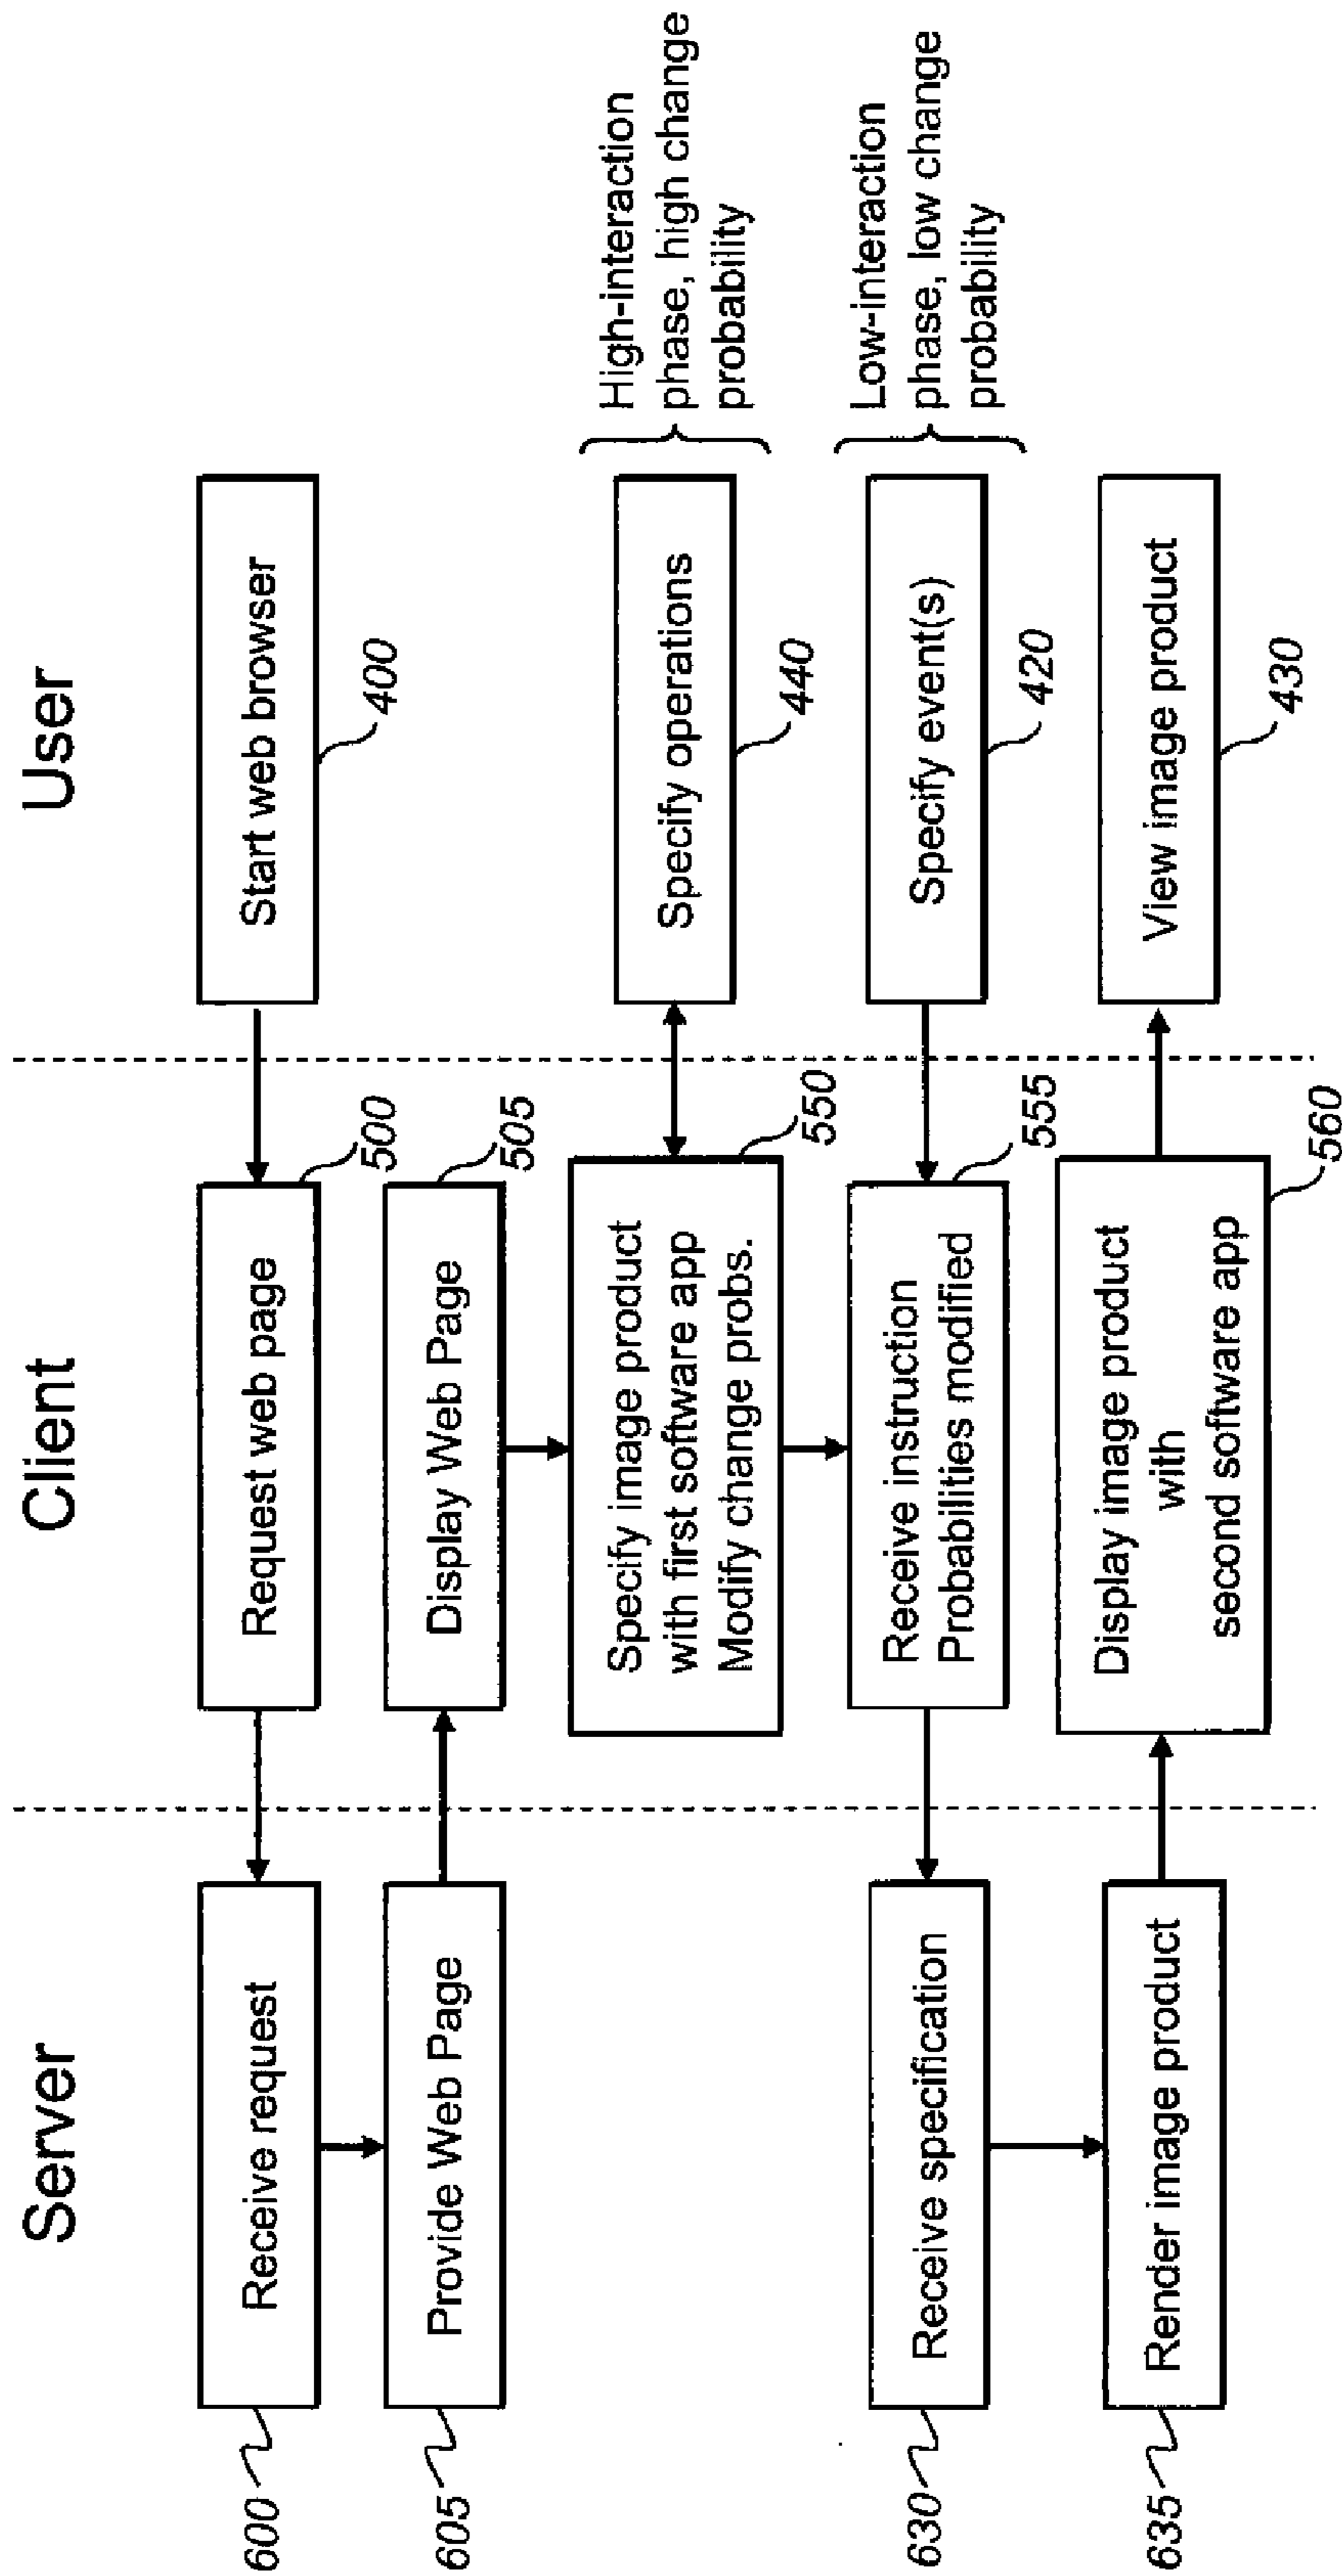 Server
Client
User
600
Receive request
Request web page
500
Start web browser
400
605
Provide Web Page
Display Web Page
505
Specify image product
with first software app
Modify change probs.
550
Specify operations
440
High-interaction
phase, high change
probability
630
Receive specification
Receive instruction
Probabilities modified
555
Specify event(s)
420
Low-interaction
phase, low change
probability
635
Render image product
Display image product
with
second software app
560
View image product
430